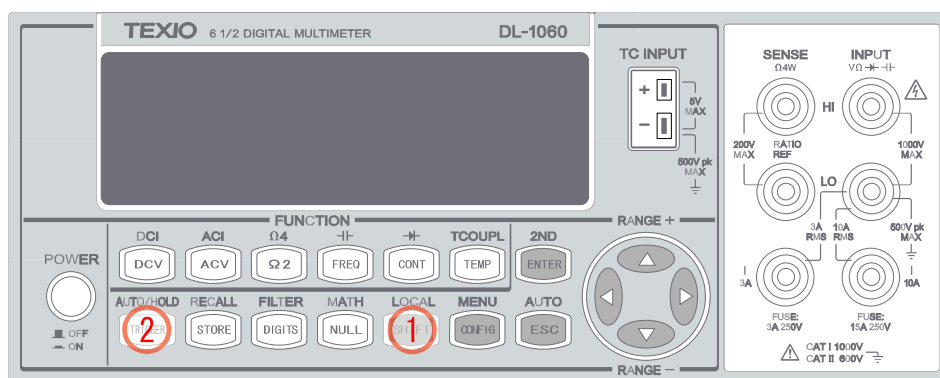 TEXIO 6 1/2 DIGITAL MULTIMETER DL-1060
TC INPUT
+
5V
MAX
−
500V pk
MAX
SENSE INPUT
Ω4W VΩ
HI
200V RATIO 1000V
MAX REF MAX
LO
3A 10A 500V pk
RMS RMS MAX
3A 10A
FUSE: FUSE:
3A 250V 15A 250V
CAT I 1000V
CAT II 600V
FUNCTION RANGE +
DCI ACI Ω4 TCOUPL 2ND
POWER DCV ACV Ω2 FREQ CONT TEMP ENTER
AUTO/HOLD RECALL FILTER MATH LOCAL MENU AUTO
TRIGGER 2 STORE DIGITS NULL SHIFT 1 CONFIG ESC
OFF
ON
RANGE −